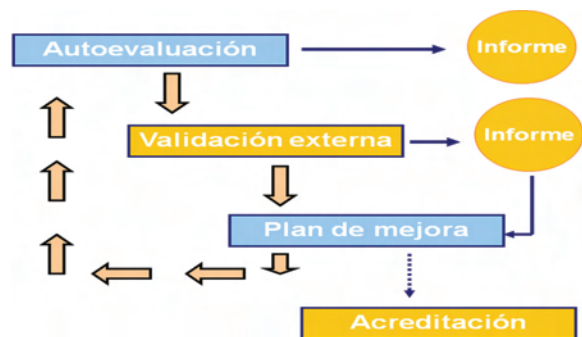 Autoevaluación
Informe
Validación externa
Informe
Plan de mejora
Acreditación